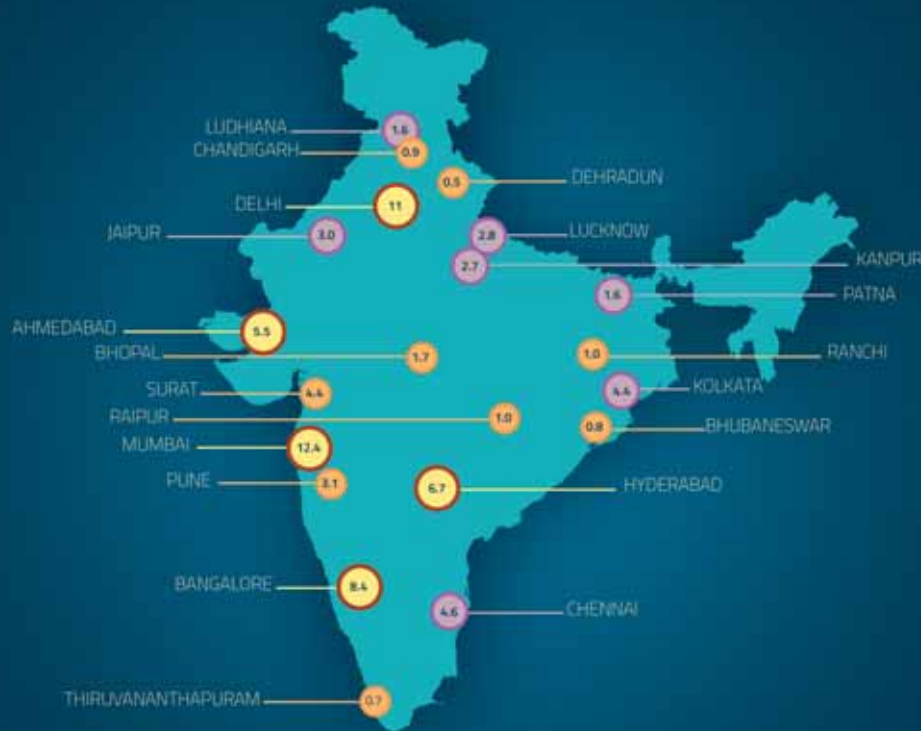 LUDHIANA 1.6
CHANDIGARH 0.9
0.5 DEHRADUN
DELHI 11
JAIPUR 3.0
2.8 LUCKNOW
2.7 KANPUR
1.6 PATNA
AHMEDABAD 5.5
BHOPAL 1.7
1.0 RANCHI
SURAT 4.4
4.4 KOLKATA
RAIPUR 1.0
0.8 BHUBANESWAR
MUMBAI 12.4
PUNE 3.1
6.7 HYDERABAD
BANGALORE 8.4
4.6 CHENNAI
THIRUVANANTHAPURAM 0.7